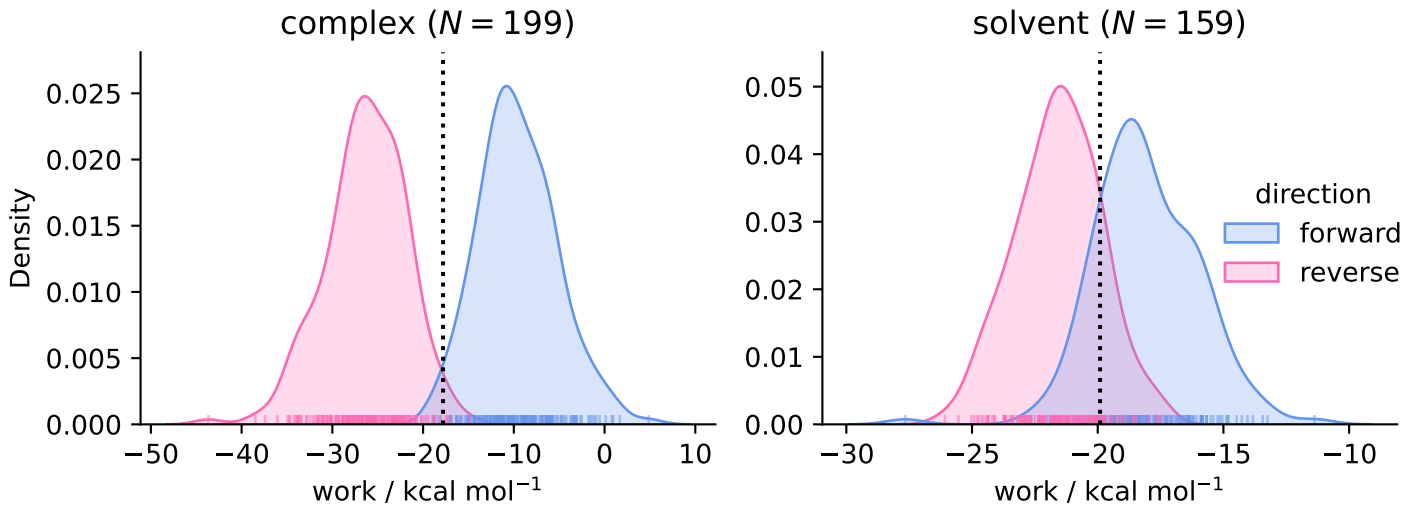 complex (N = 199)
Density
0.025
0.020
0.015
0.010
0.005
0.000
−50 −40 −30 −20 −10 0 10
work / kcal mol⁻¹
solvent (N = 159)
0.05
0.04
0.03
0.02
0.01
0.00
−30 −25 −20 −15 −10
work / kcal mol⁻¹
direction
forward
reverse